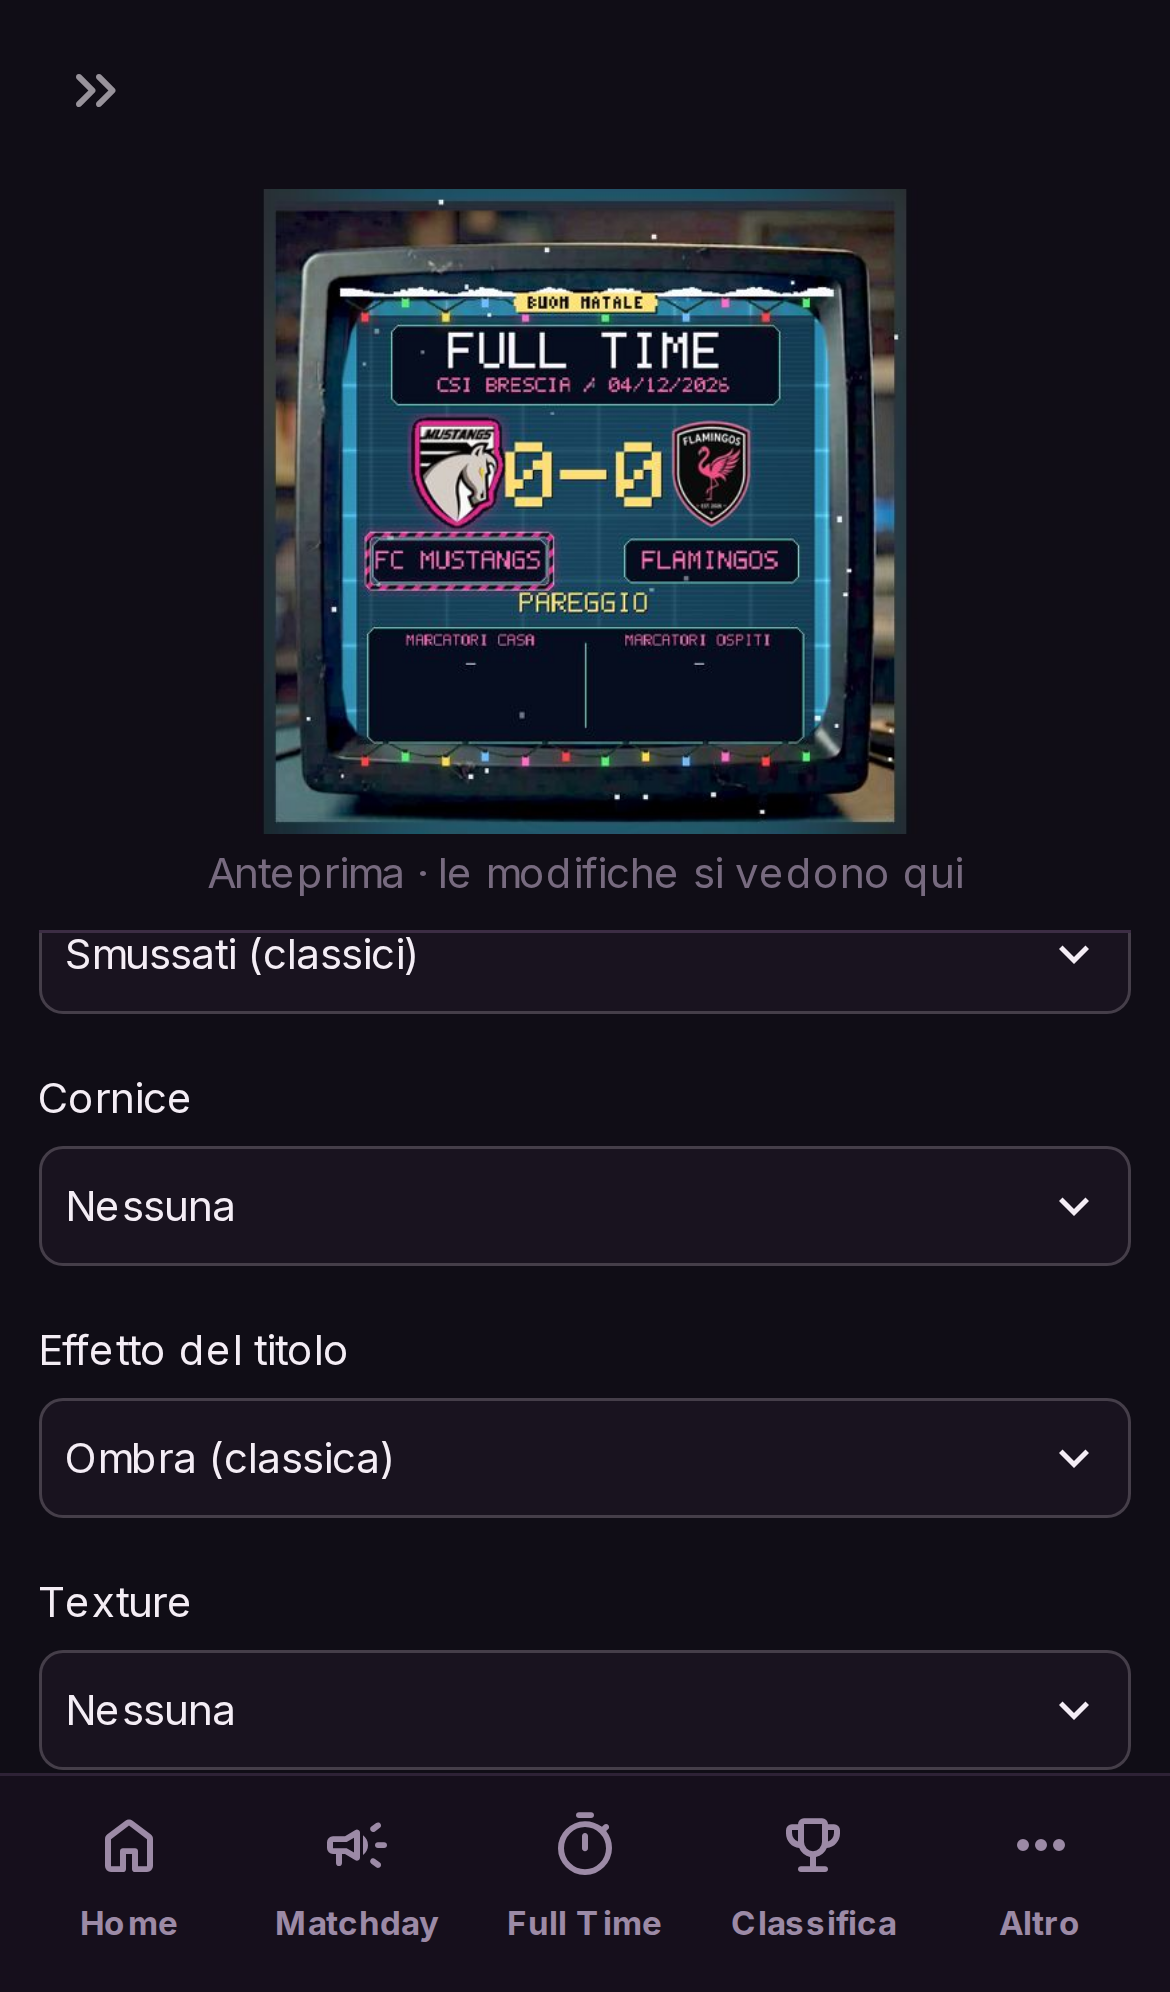 BUON NATALE
FULL TIME
CSI BRESCIA / 04/12/2026
MUSTANGS
0-0
FLAMINGOS
EST 2025
FC MUSTANGS
FLAMINGOS
PAREGGIO
MARCATORI CASA
MARCATORI OSPITI
–
–
Anteprima · le modifiche si vedono qui
Smussati (classici)
Cornice
Nessuna
Effetto del titolo
Ombra (classica)
Texture
Nessuna
Home
Matchday
Full Time
Classifica
Altro